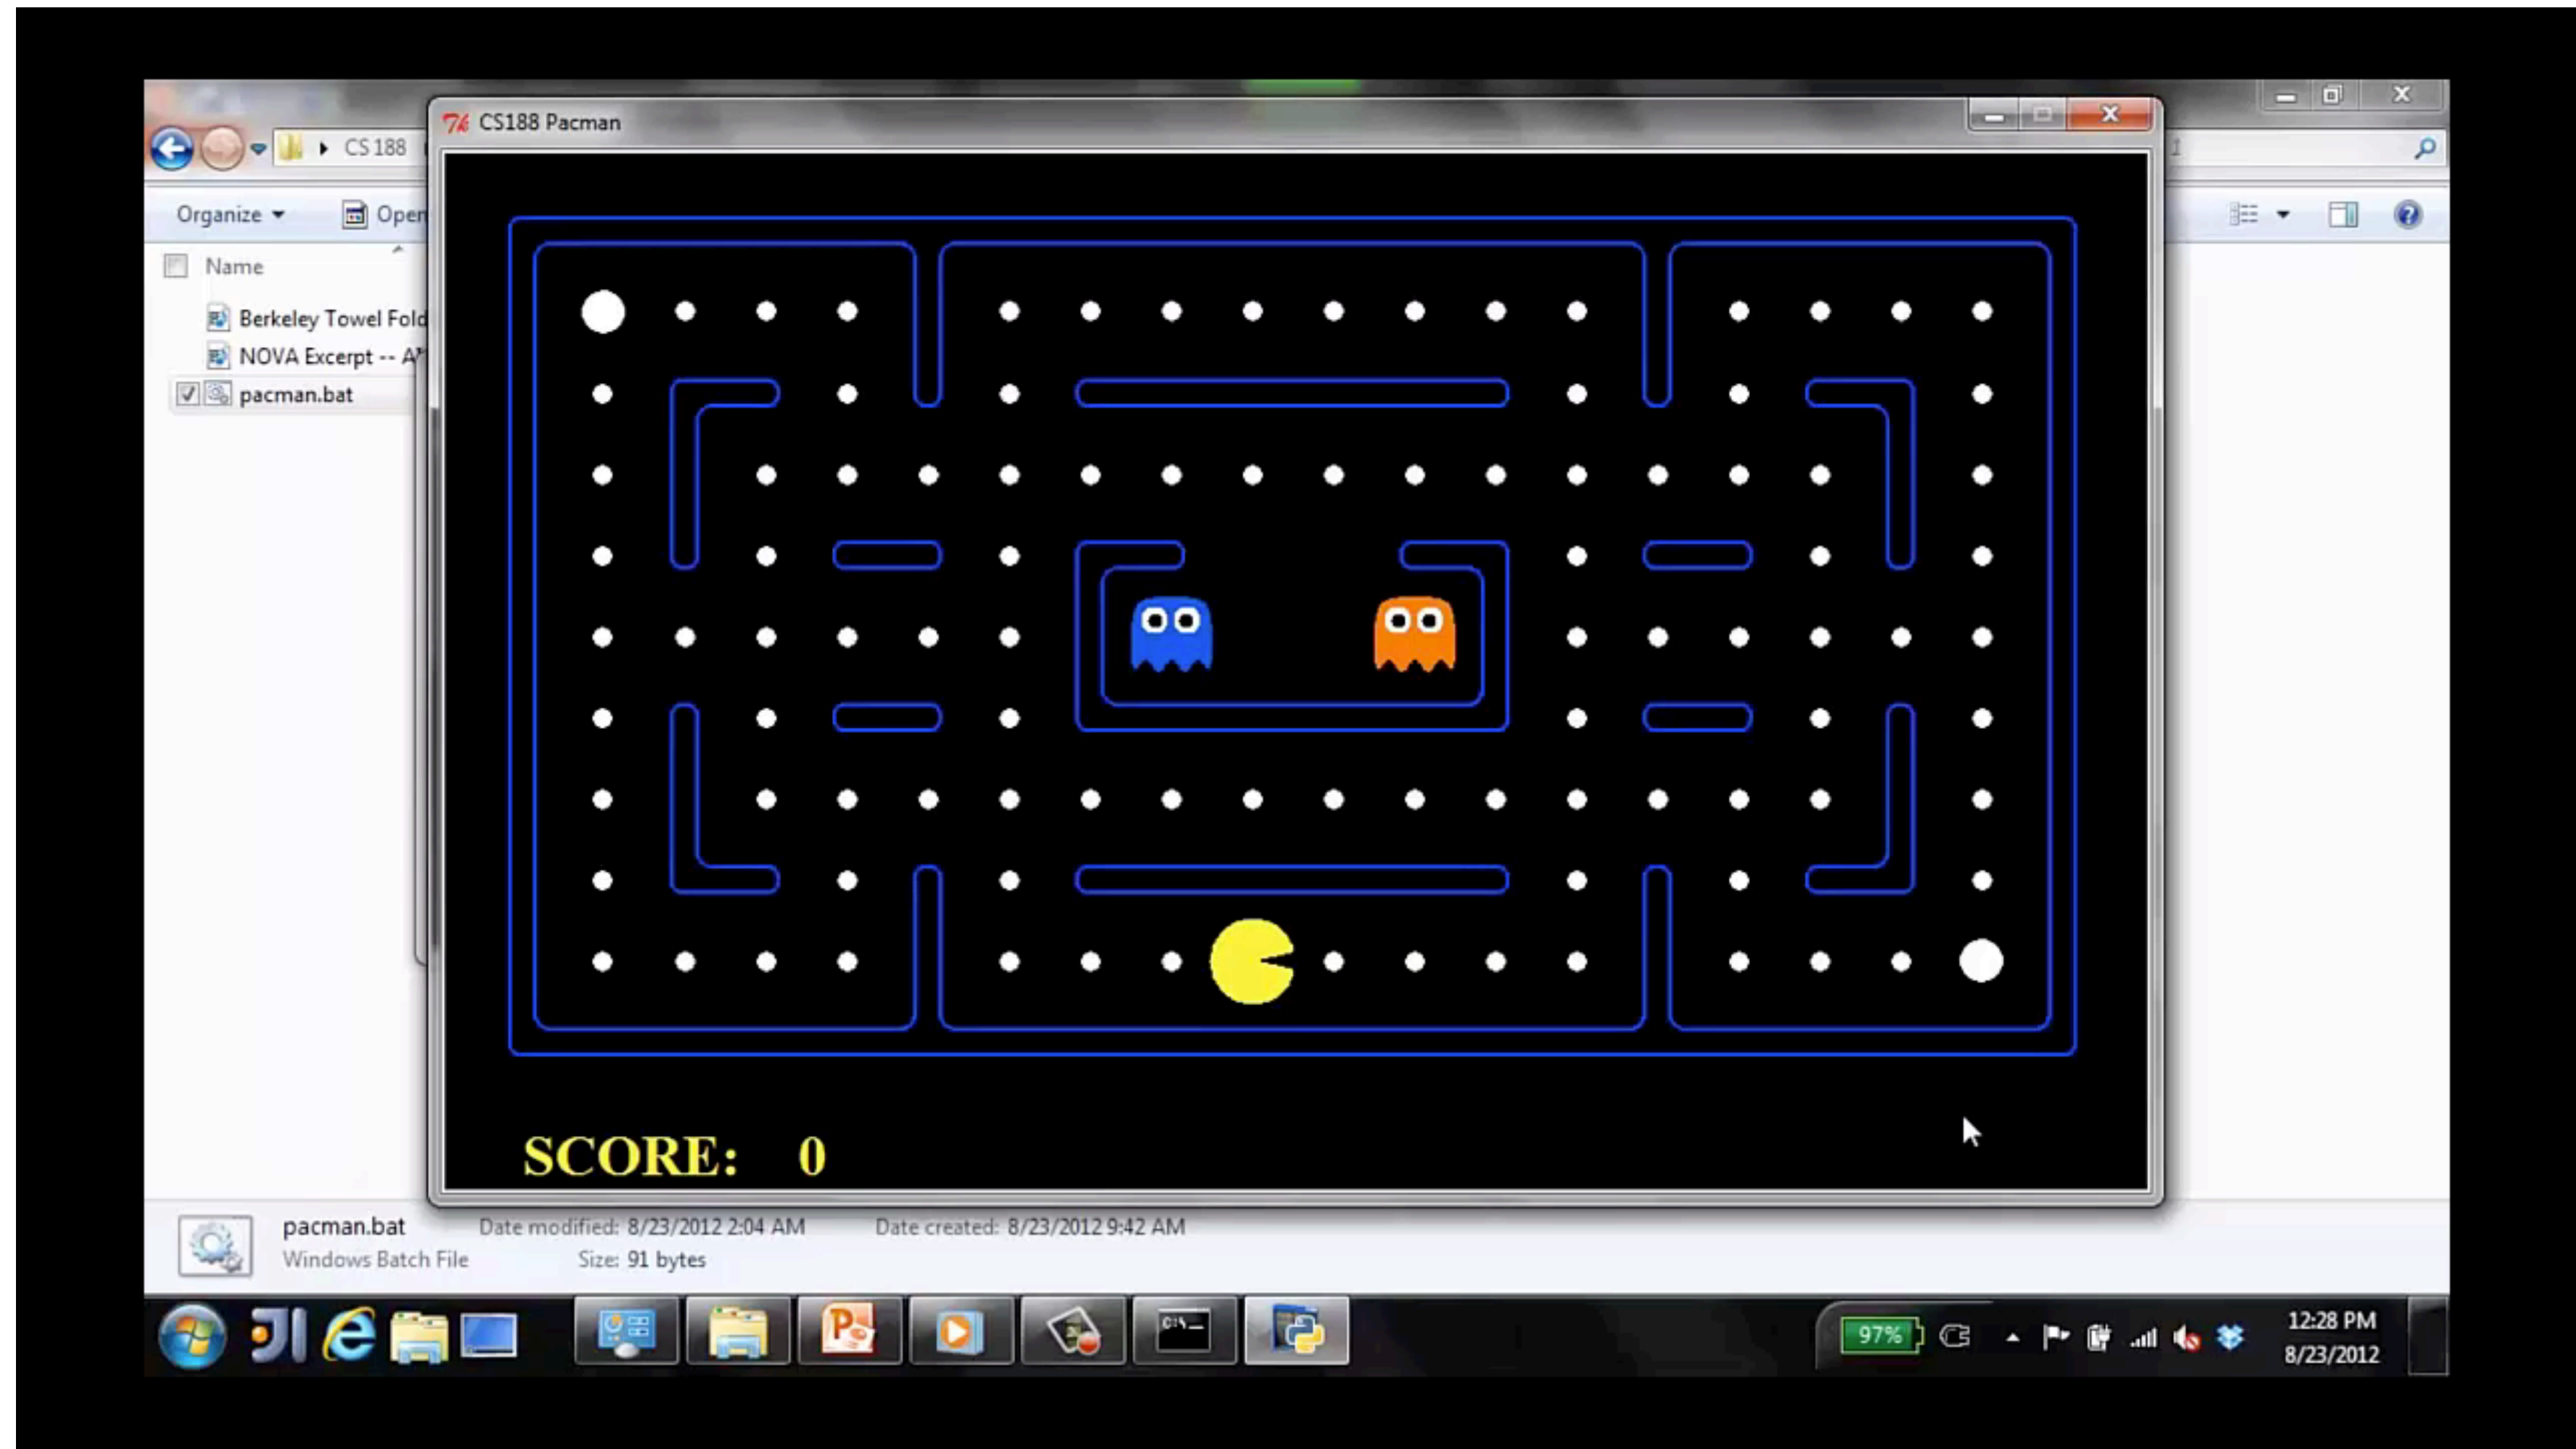 CS188 Pacman
CS188
Organize
Open
Name
Berkeley Towel Fold
NOVA Excerpt -- A
pacman.bat
SCORE: 0
pacman.bat Date modified: 8/23/2012 2:04 AM Date created: 8/23/2012 9:42 AM
Windows Batch File Size: 91 bytes
C:\_
97%
12:28 PM
8/23/2012